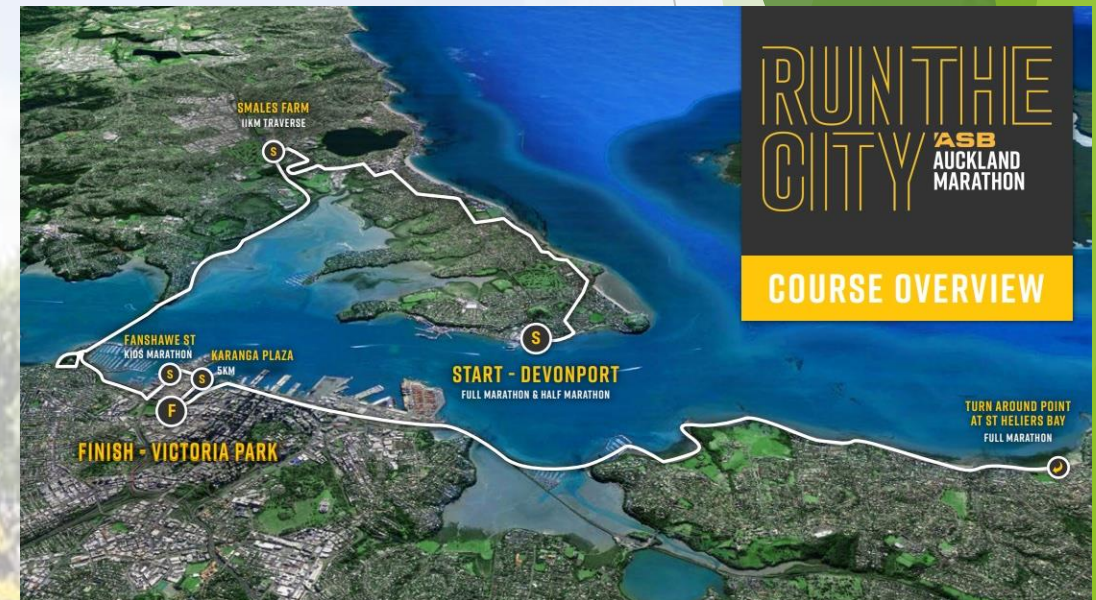 RUN THE
CITY
ASB
AUCKLAND
MARATHON
COURSE OVERVIEW
SMALES FARM
11KM TRAVERSE
S
FANSHAWE ST
KIDS MARATHON
S
KARANGA PLAZA
5KM
S
F
FINISH - VICTORIA PARK
S
START - DEVONPORT
FULL MARATHON & HALF MARATHON
TURN AROUND POINT
AT ST HELIERS BAY
FULL MARATHON